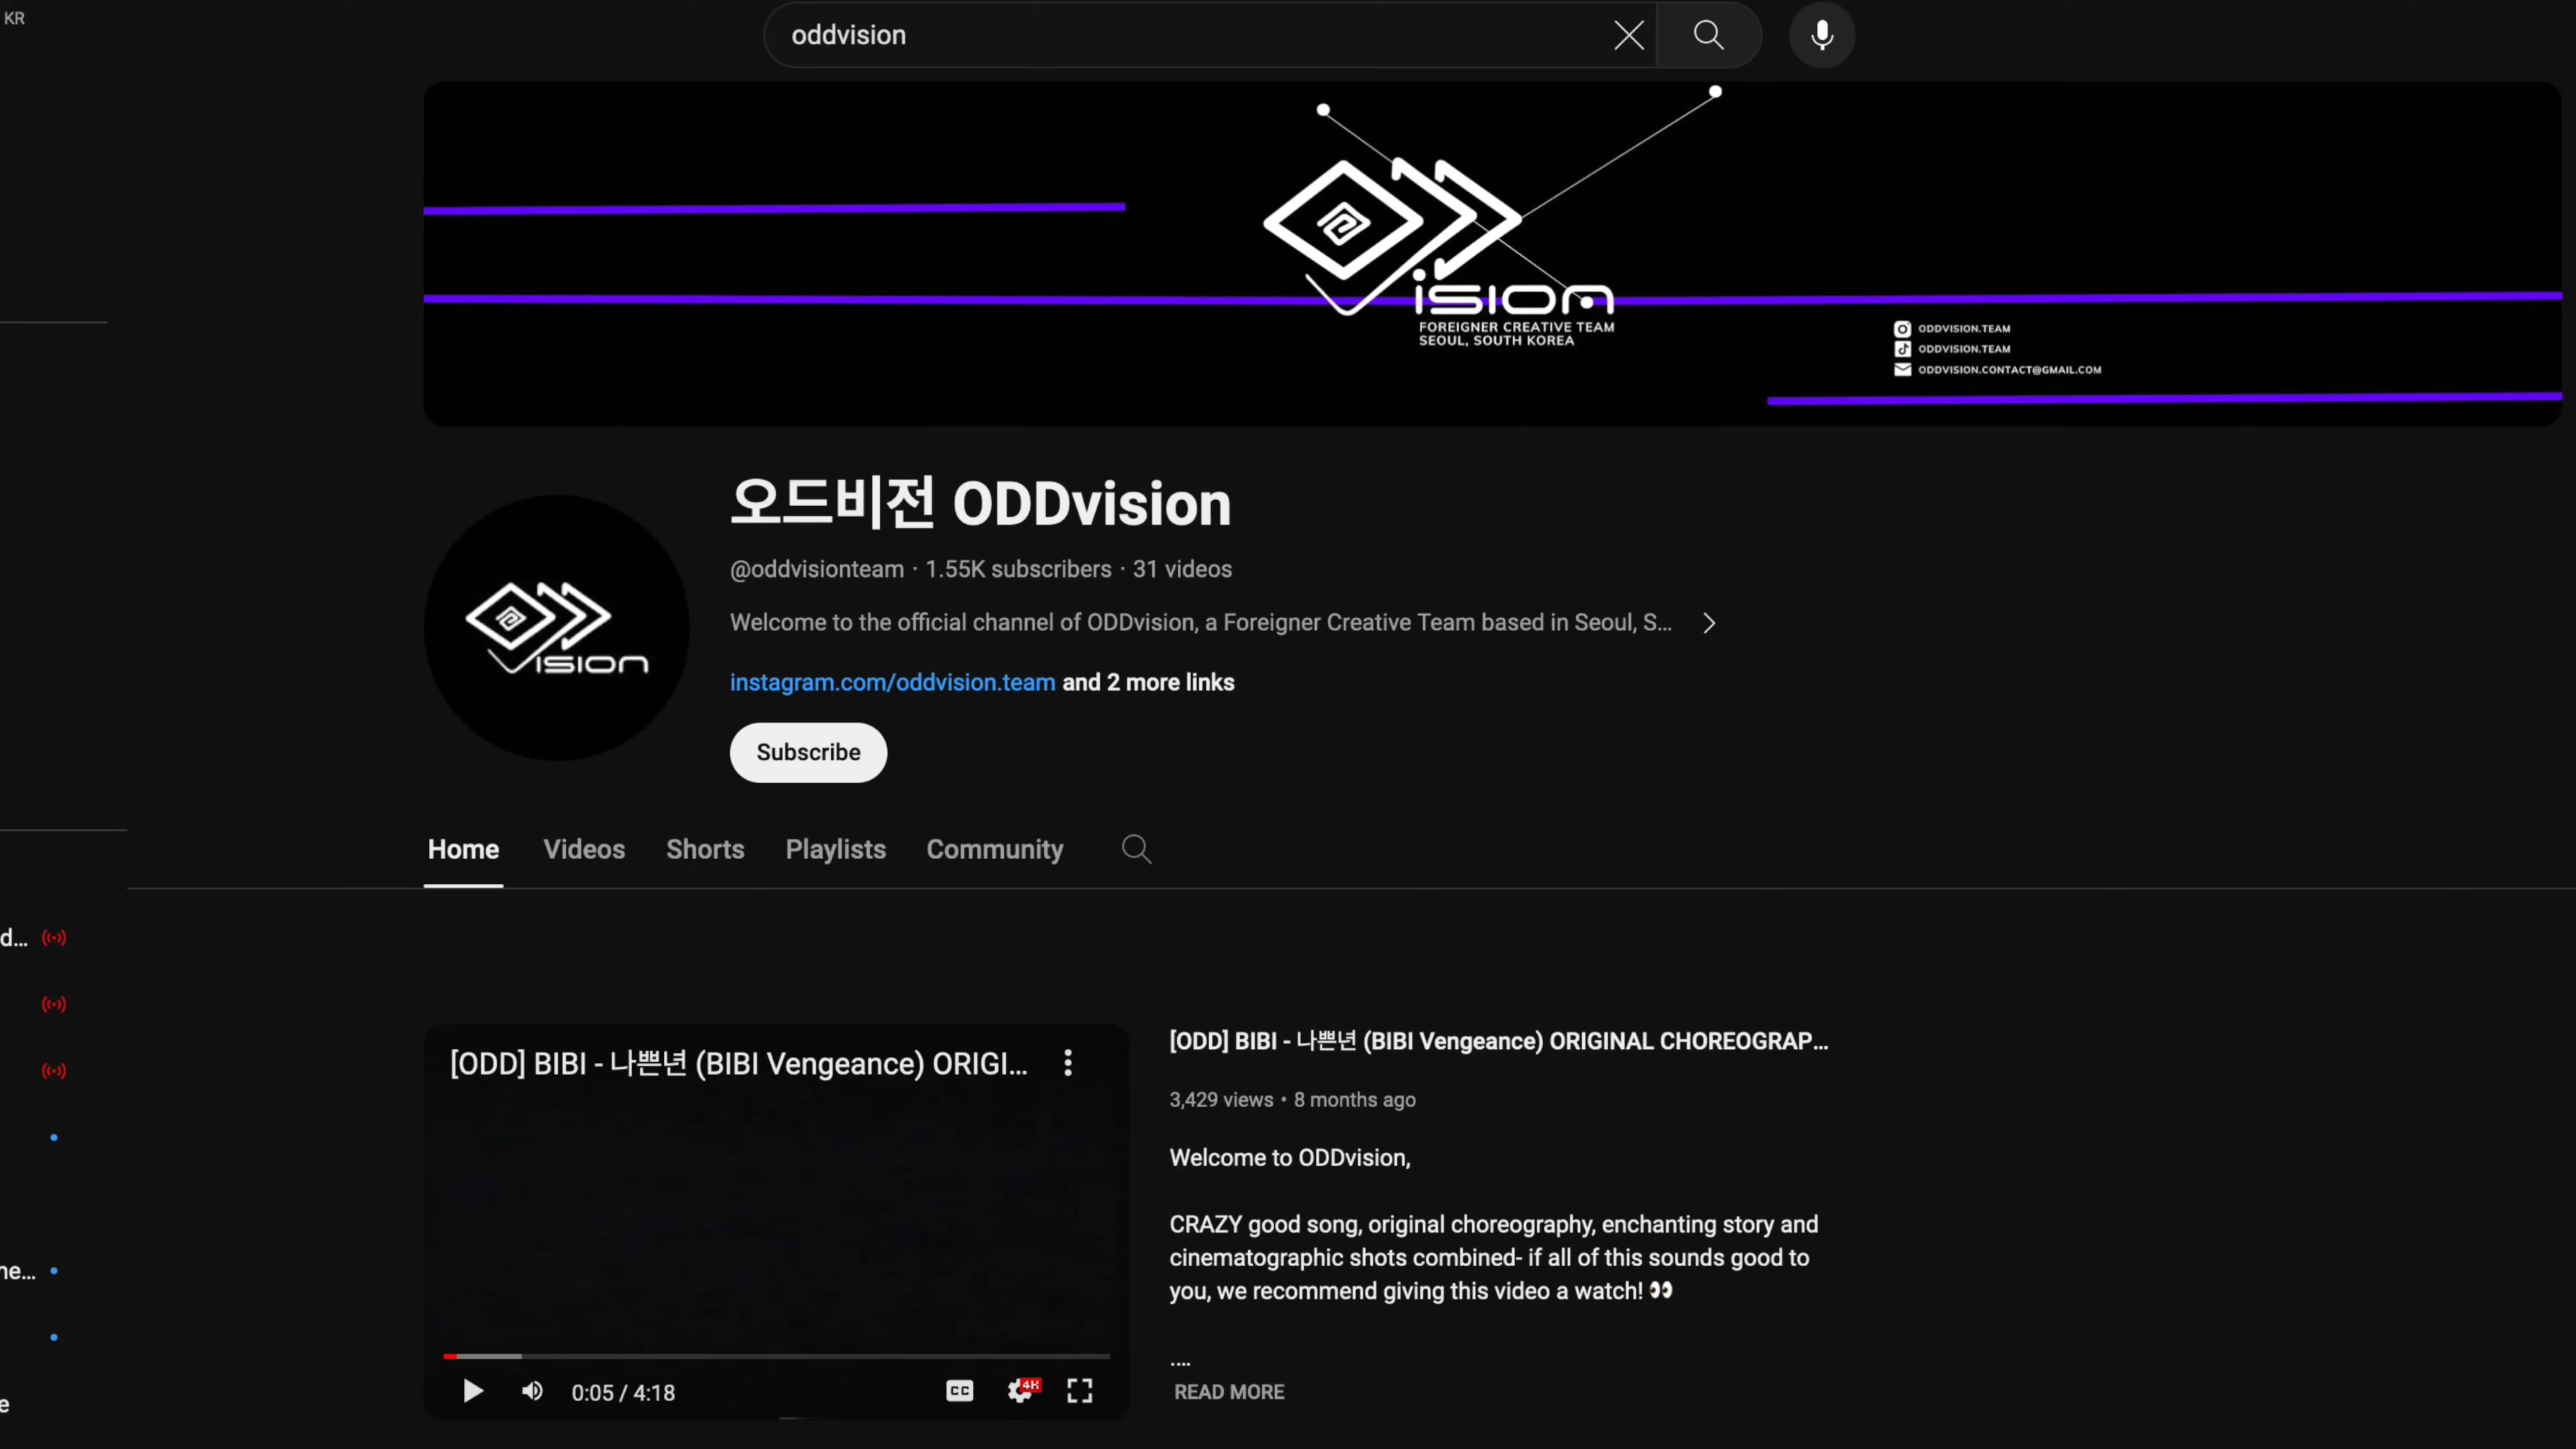 KR
oddvision
ision
FOREIGNER CREATIVE TEAM
SEOUL, SOUTH KOREA
ODDVISION.TEAM
ODDVISION.TEAM
ODDVISION.CONTACT@GMAIL.COM
오드비전 ODDvision
@oddvisionteam · 1.55K subscribers · 31 videos
Welcome to the official channel of ODDvision, a Foreigner Creative Team based in Seoul, S...
ision
instagram.com/oddvision.team and 2 more links
Subscribe
Home Videos Shorts Playlists Community
d...
[ODD] BIBI - 나쁜년 (BIBI Vengeance) ORIGI...
[ODD] BIBI - 나쁜년 (BIBI Vengeance) ORIGINAL CHOREOGRAP...
3,429 views • 8 months ago
Welcome to ODDvision,
CRAZY good song, original choreography, enchanting story and
cinematographic shots combined- if all of this sounds good to
you, we recommend giving this video a watch! 👀
....
READ MORE
0:05 / 4:18
CC
4K
ne...
e